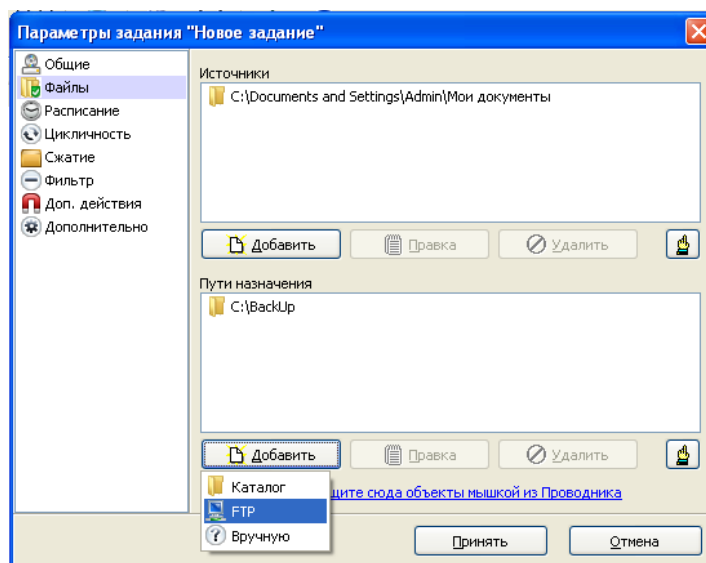 Параметры задания "Новое задание"
Общие
Файлы
Расписание
Цикличность
Сжатие
Фильтр
Доп. действия
Дополнительно
Источники
C:\Documents and Settings\Admin\Мои документы
Добавить Правка Удалить
Пути назначения
C:\BackUp
Добавить Правка Удалить
Каталог
FTP
Вручную
сюда объекты мышкой из Проводника
Принять Отмена